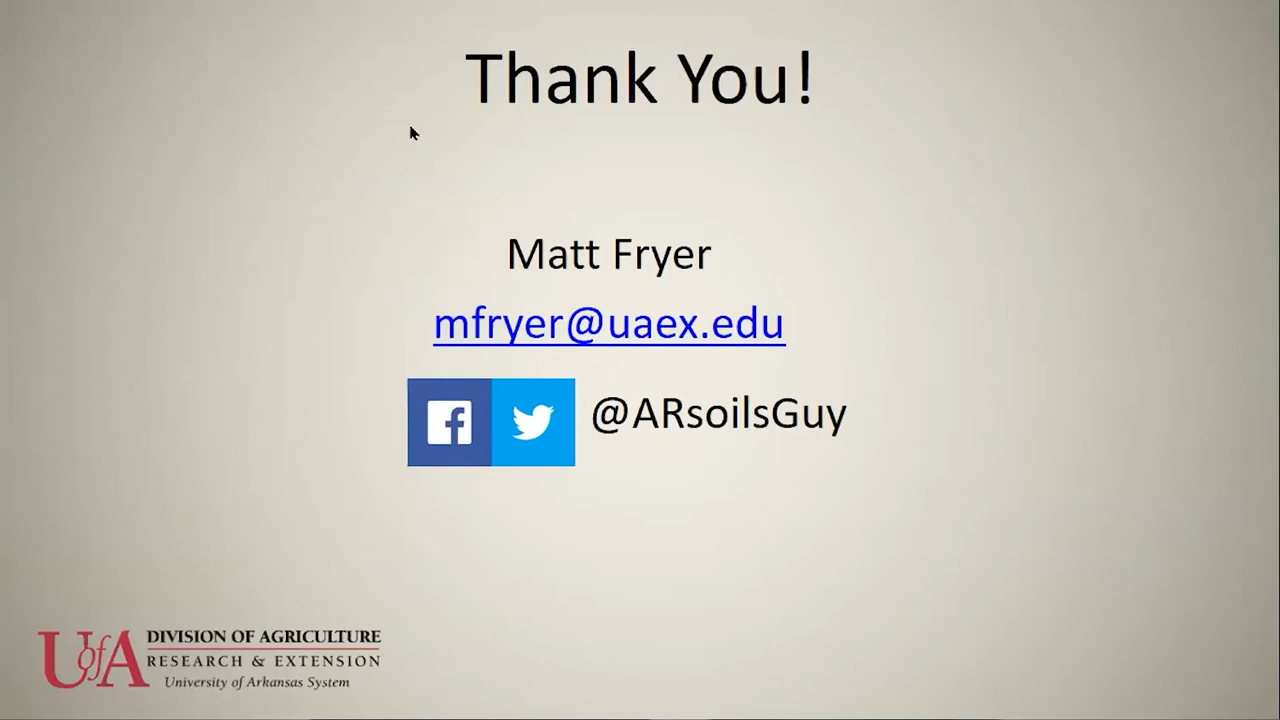 Thank You!
Matt Fryer
mfryer@uaex.edu
@ARsoilsGuy
UofA DIVISION OF AGRICULTURE
RESEARCH & EXTENSION
University of Arkansas System